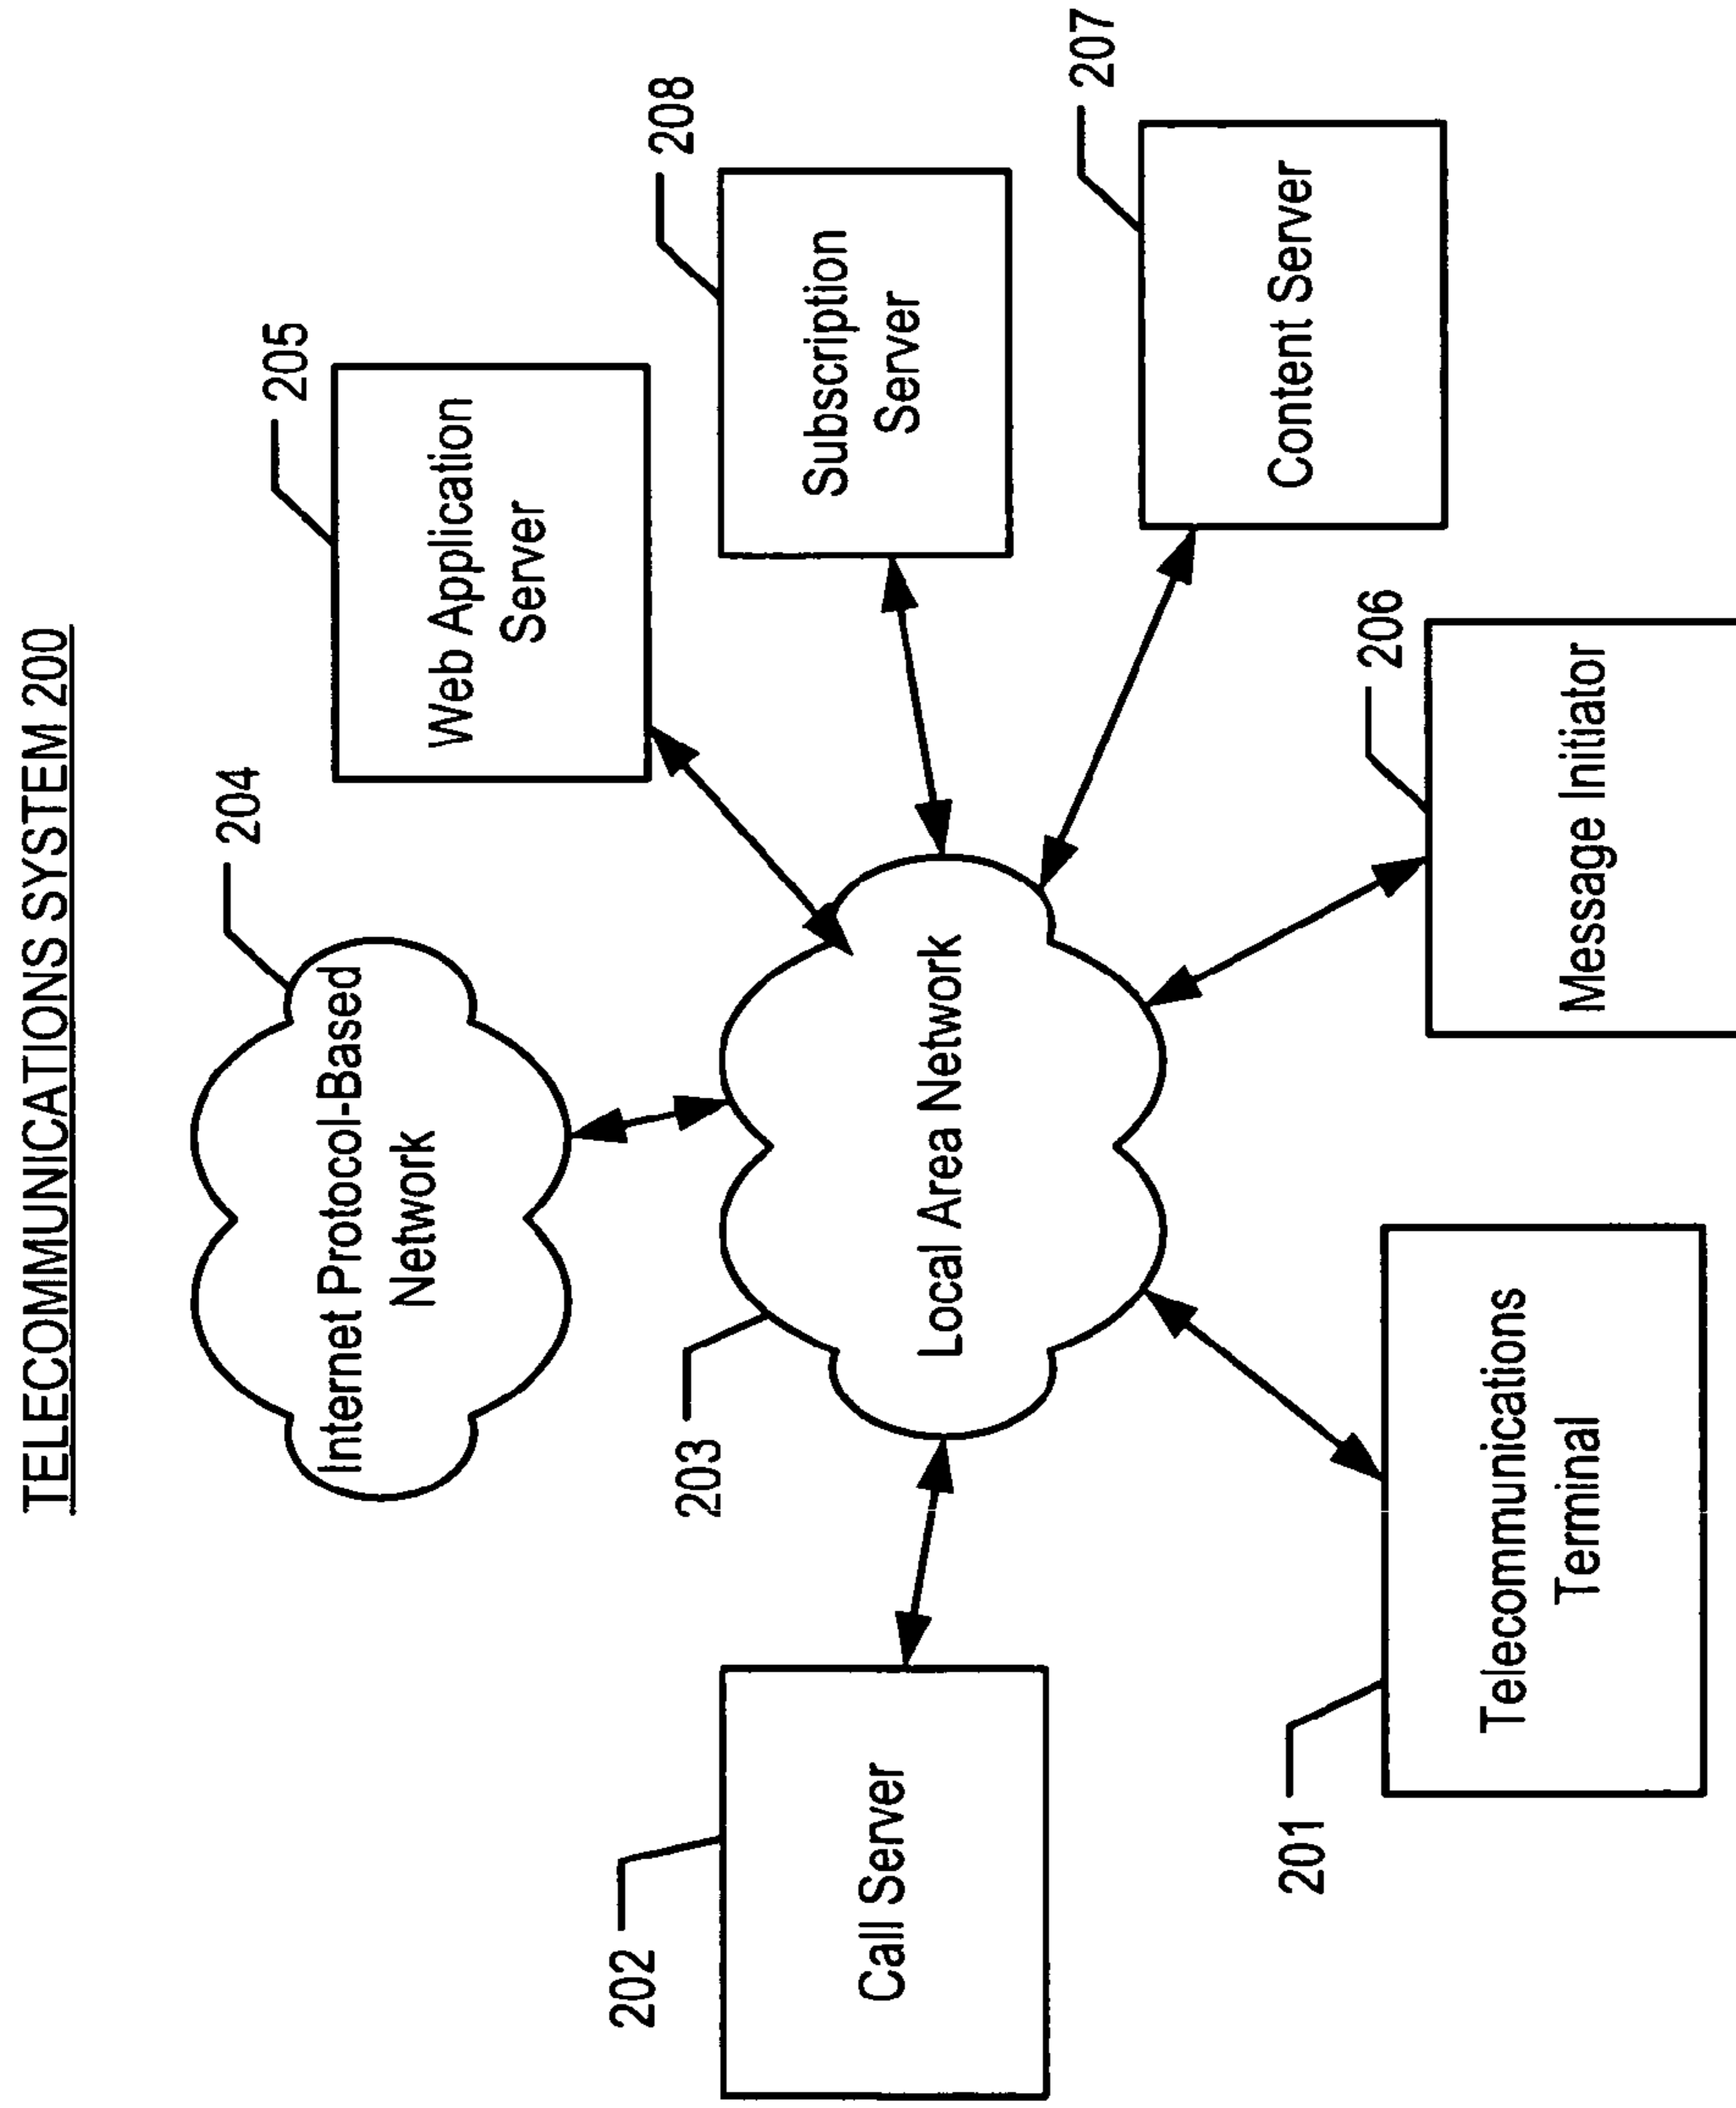 TELECOMMUNICATIONS SYSTEM 200
204
Internet Protocol-Based
Network
205
Web Application
Server
202
Call Server
203
Local Area Network
208
Subscription
Server
201
Telecommunications
Terminal
206
Message Initiator
207
Content Server